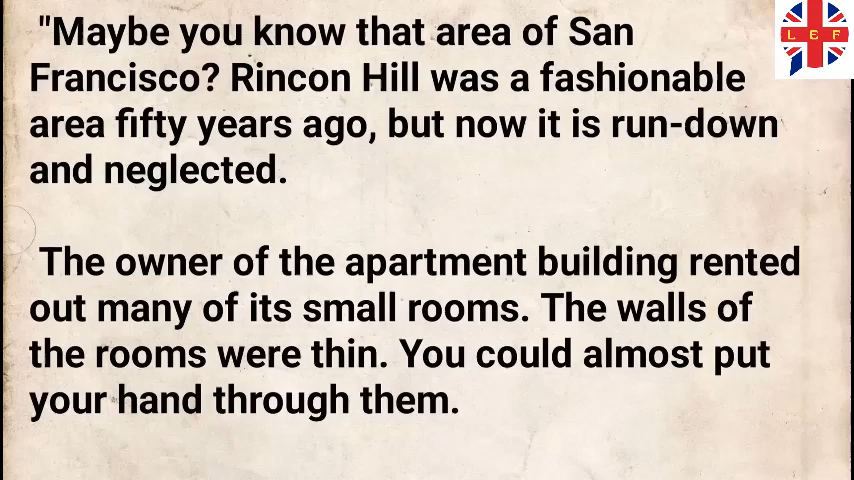 L E F
"Maybe you know that area of San
Francisco? Rincon Hill was a fashionable
area fifty years ago, but now it is run-down
and neglected.
The owner of the apartment building rented
out many of its small rooms. The walls of
the rooms were thin. You could almost put
your hand through them.